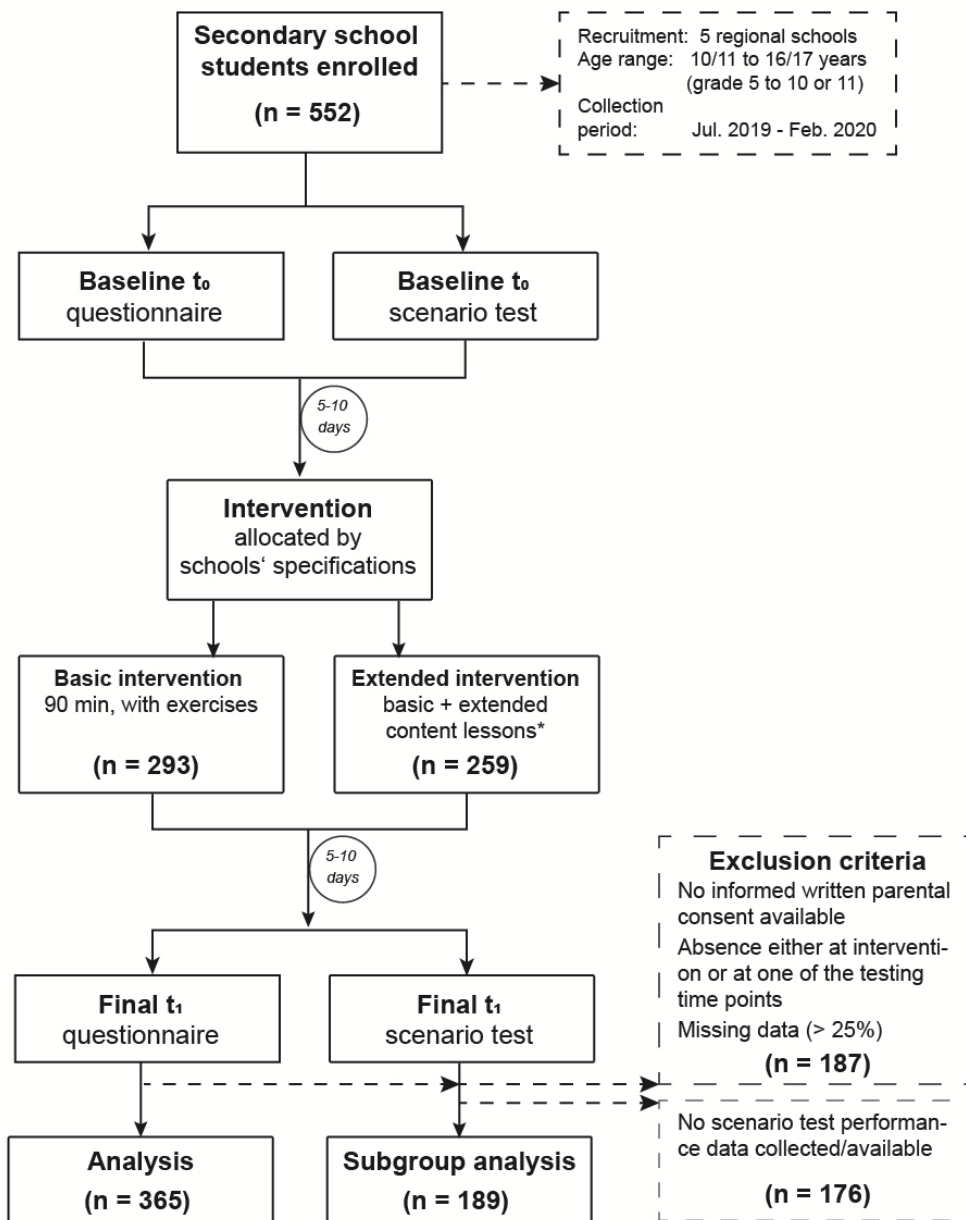 Secondary school
students enrolled
(n = 552)
Recruitment: 5 regional schools
Age range: 10/11 to 16/17 years
(grade 5 to 10 or 11)
Collection
period: Jul. 2019 - Feb. 2020
Baseline t₀
questionnaire
Baseline t₀
scenario test
5-10
days
Intervention
allocated by
schools‘ specifications
Basic intervention
90 min, with exercises
(n = 293)
Extended intervention
basic + extended
content lessons*
(n = 259)
5-10
days
Exclusion criteria
No informed written parental
consent available
Absence either at interventi-
on or at one of the testing
time points
Missing data (> 25%)
(n = 187)
Final t₁
questionnaire
Final t₁
scenario test
No scenario test performan-
ce data collected/available
(n = 176)
Analysis
(n = 365)
Subgroup analysis
(n = 189)